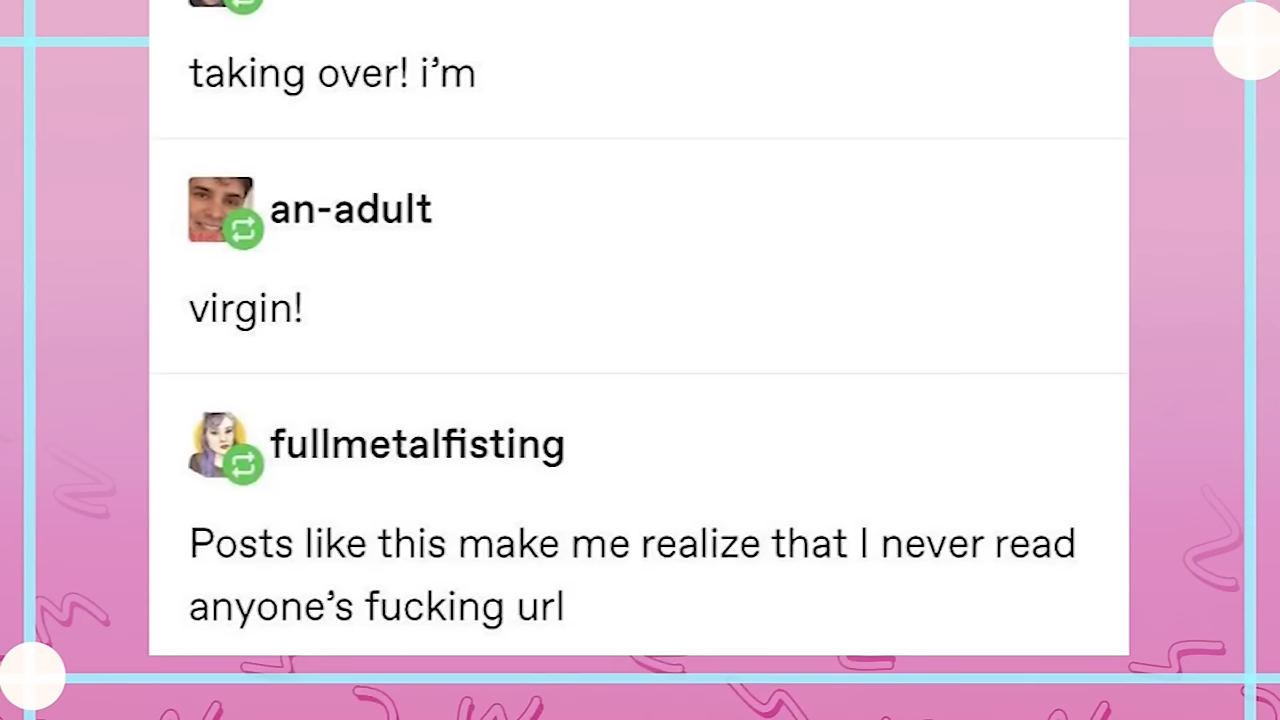 taking over! i’m
an-adult
virgin!
fullmetalfisting
Posts like this make me realize that I never read
anyone’s fucking url